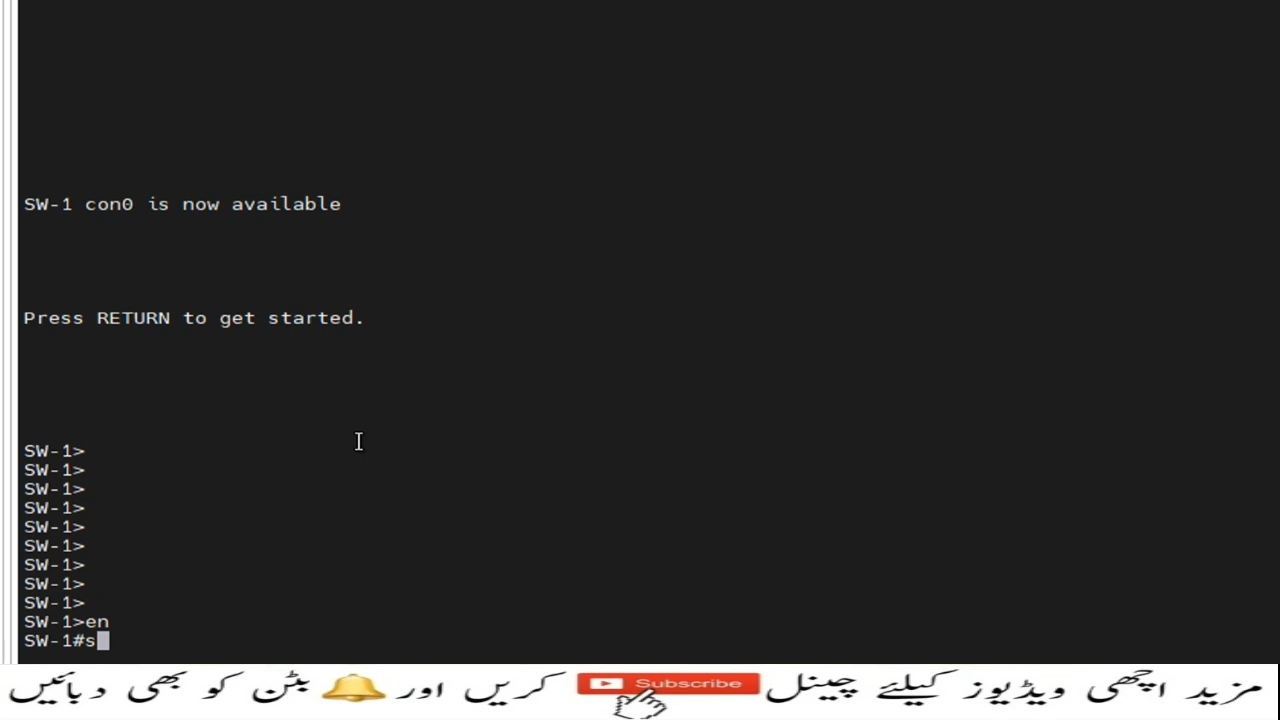 SW-1 con0 is now available
Press RETURN to get started.
SW-1>
SW-1>
SW-1>
SW-1>
SW-1>
SW-1>
SW-1>
SW-1>
SW-1>
SW-1>en
SW-1#s
مزید اچھی ویڈیوز کیلئے چینل Subscribe کریں اور بٹن کو بھی دبائیں